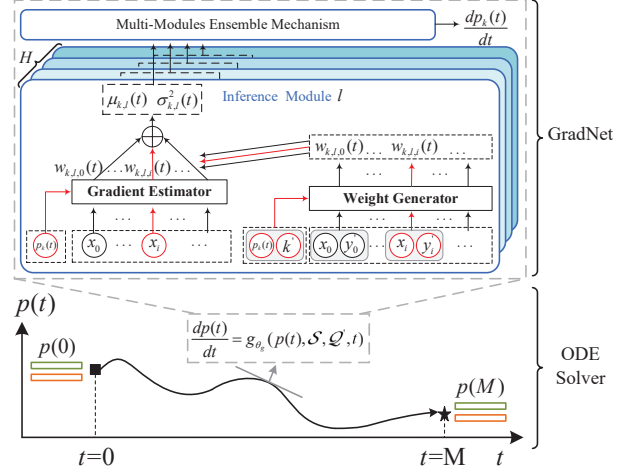 Multi-Modules Ensemble Mechanism
dp_k(t)/dt
H
μ_{k,l}(t) σ²_{k,l}(t)
Inference Module l
GradNet
w_{k,l,0}(t)... w_{k,l,i}(t) ...
w_{k,l,0}(t) ... w_{k,l,i}(t) ...
Gradient Estimator
Weight Generator
... ...
... ...
p_k(t) x_0 ... x_i ...
p_k(t) k' x_0 y_0' ... x_i y_i' ...
p(t)
dp(t)/dt = g_{θ_g}(p(t), S, Q', t)
p(0)
p(M)
ODE
Solver
t=0
t=M
t